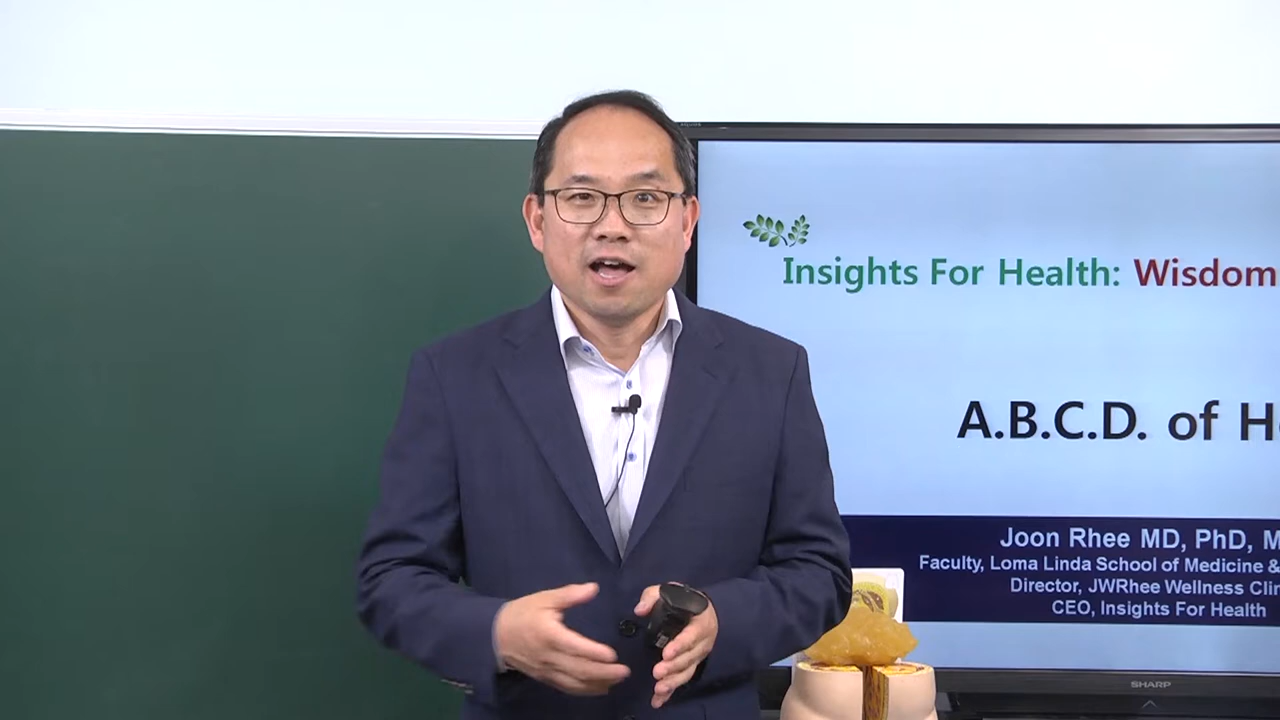 Insights For Health: Wisdom
A.B.C.D. of H
Joon Rhee MD, PhD, M
Faculty, Loma Linda School of Medicine &
Director, JWRhee Wellness Clin
CEO, Insights For Health
SHARP